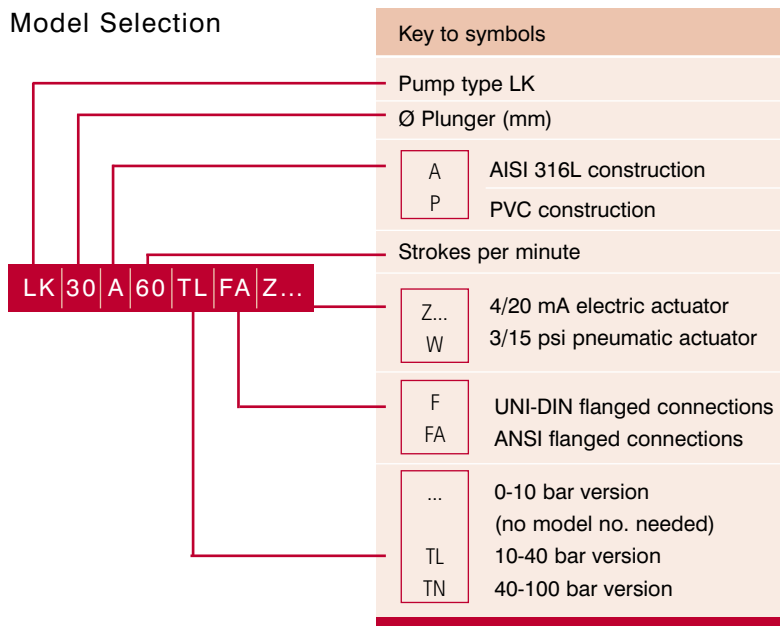 Model Selection
Key to symbols
Pump type LK
Ø Plunger (mm)
A AISI 316L construction
P PVC construction
Strokes per minute
LK 30 A 60 TL FA Z...
Z... 4/20 mA electric actuator
W 3/15 psi pneumatic actuator
F UNI-DIN flanged connections
FA ANSI flanged connections
... 0-10 bar version
(no model no. needed)
TL 10-40 bar version
TN 40-100 bar version